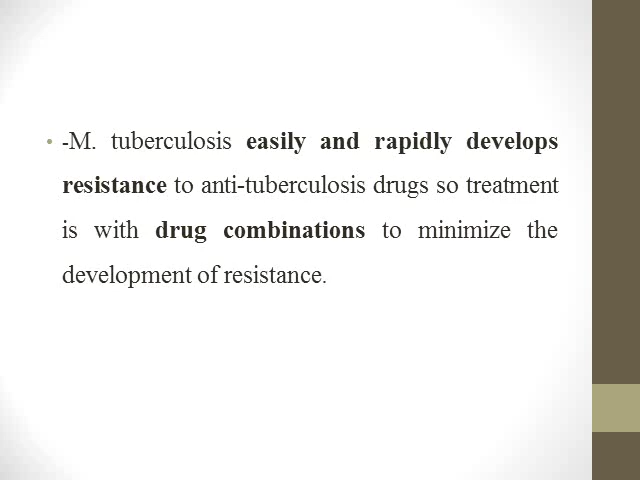 • -M. tuberculosis easily and rapidly develops
resistance to anti-tuberculosis drugs so treatment
is with drug combinations to minimize the
development of resistance.